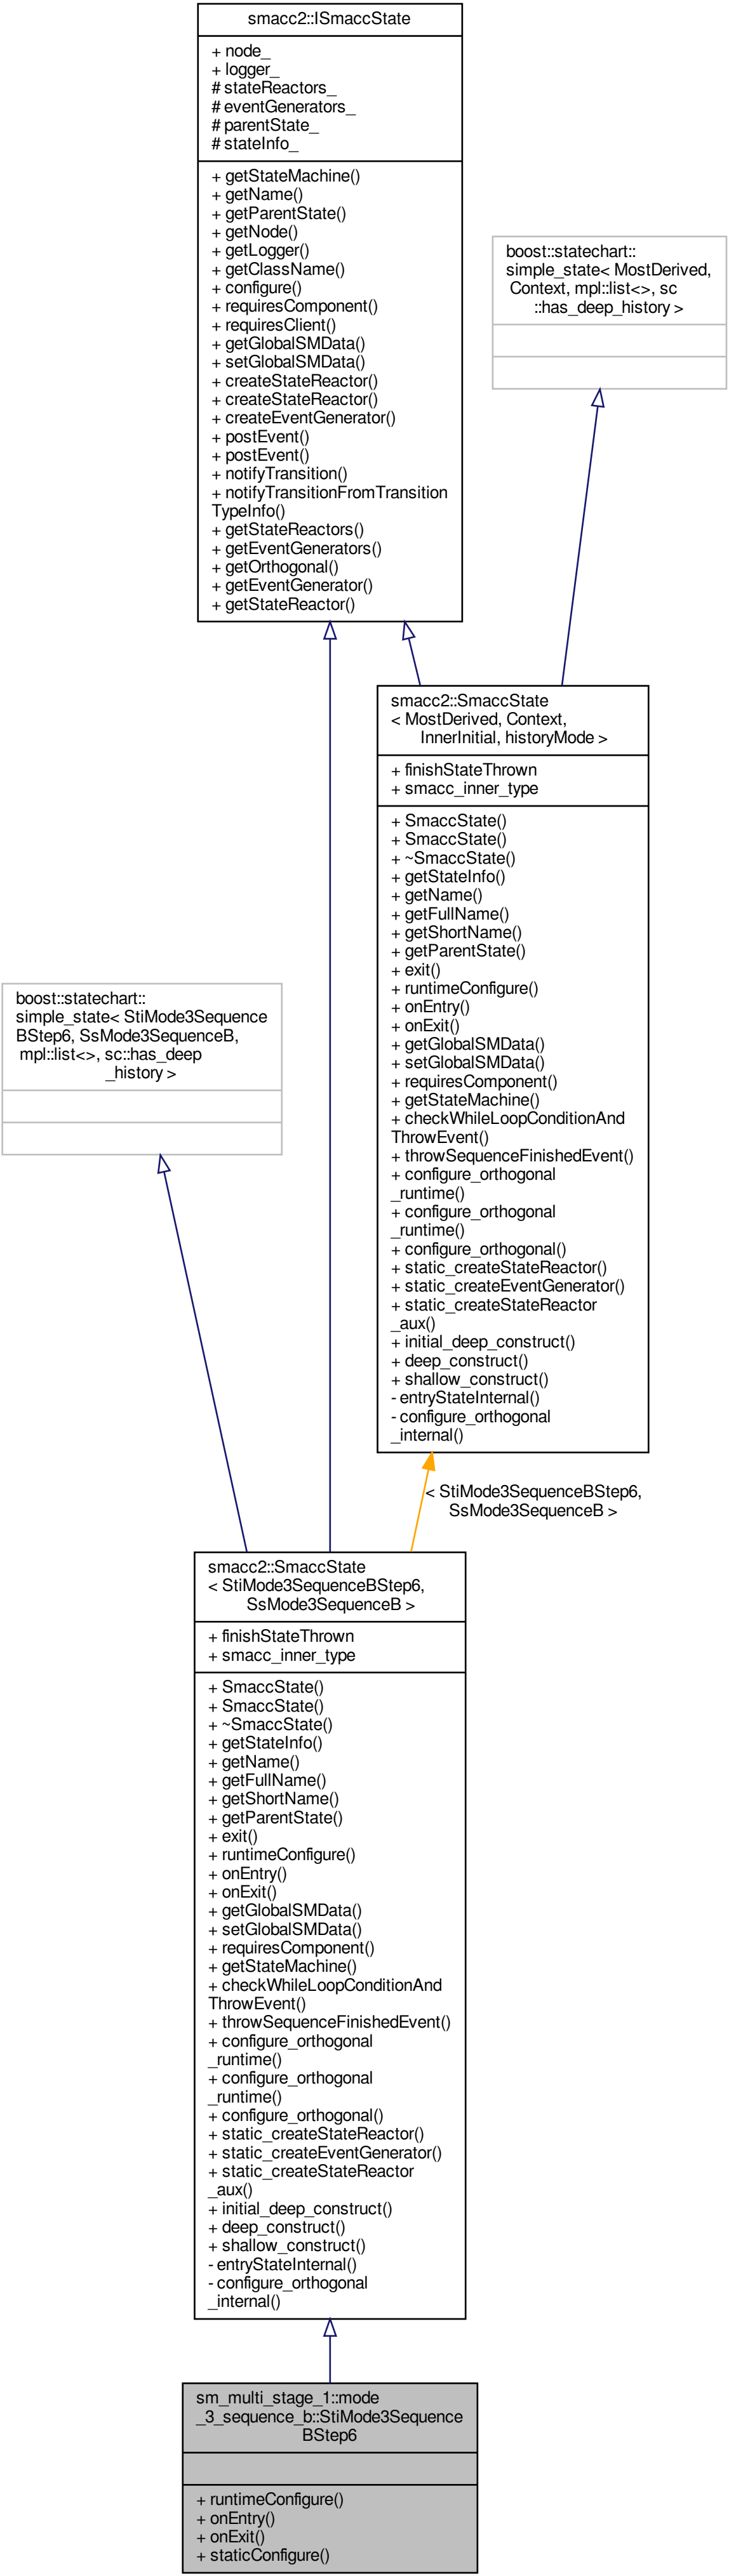 smacc2::ISmaccState
+ node_
+ logger_
# stateReactors_
# eventGenerators_
# parentState_
# stateInfo_
+ getStateMachine()
+ getName()
+ getParentState()
+ getNode()
+ getLogger()
+ getClassName()
+ configure()
+ requiresComponent()
+ requiresClient()
+ getGlobalSMData()
+ setGlobalSMData()
+ createStateReactor()
+ createStateReactor()
+ createEventGenerator()
+ postEvent()
+ postEvent()
+ notifyTransition()
+ notifyTransitionFromTransition
TypeInfo()
+ getStateReactors()
+ getEventGenerators()
+ getOrthogonal()
+ getEventGenerator()
+ getStateReactor()
boost::statechart::
simple_state< MostDerived,
Context, mpl::list<>, sc
::has_deep_history >
smacc2::SmaccState
< MostDerived, Context,
InnerInitial, historyMode >
+ finishStateThrown
+ smacc_inner_type
+ SmaccState()
+ SmaccState()
+ ~SmaccState()
+ getStateInfo()
+ getName()
+ getFullName()
+ getShortName()
+ getParentState()
+ exit()
+ runtimeConfigure()
+ onEntry()
+ onExit()
+ getGlobalSMData()
+ setGlobalSMData()
+ requiresComponent()
+ getStateMachine()
+ checkWhileLoopConditionAnd
ThrowEvent()
+ throwSequenceFinishedEvent()
+ configure_orthogonal
_runtime()
+ configure_orthogonal
_runtime()
+ configure_orthogonal()
+ static_createStateReactor()
+ static_createEventGenerator()
+ static_createStateReactor
_aux()
+ initial_deep_construct()
+ deep_construct()
+ shallow_construct()
- entryStateInternal()
- configure_orthogonal
_internal()
boost::statechart::
simple_state< StiMode3Sequence
BStep6, SsMode3SequenceB,
mpl::list<>, sc::has_deep
_history >
< StiMode3SequenceBStep6,
SsMode3SequenceB >
smacc2::SmaccState
< StiMode3SequenceBStep6,
SsMode3SequenceB >
+ finishStateThrown
+ smacc_inner_type
+ SmaccState()
+ SmaccState()
+ ~SmaccState()
+ getStateInfo()
+ getName()
+ getFullName()
+ getShortName()
+ getParentState()
+ exit()
+ runtimeConfigure()
+ onEntry()
+ onExit()
+ getGlobalSMData()
+ setGlobalSMData()
+ requiresComponent()
+ getStateMachine()
+ checkWhileLoopConditionAnd
ThrowEvent()
+ throwSequenceFinishedEvent()
+ configure_orthogonal
_runtime()
+ configure_orthogonal
_runtime()
+ configure_orthogonal()
+ static_createStateReactor()
+ static_createEventGenerator()
+ static_createStateReactor
_aux()
+ initial_deep_construct()
+ deep_construct()
+ shallow_construct()
- entryStateInternal()
- configure_orthogonal
_internal()
sm_multi_stage_1::mode
_3_sequence_b::StiMode3Sequence
BStep6
+ runtimeConfigure()
+ onEntry()
+ onExit()
+ staticConfigure()